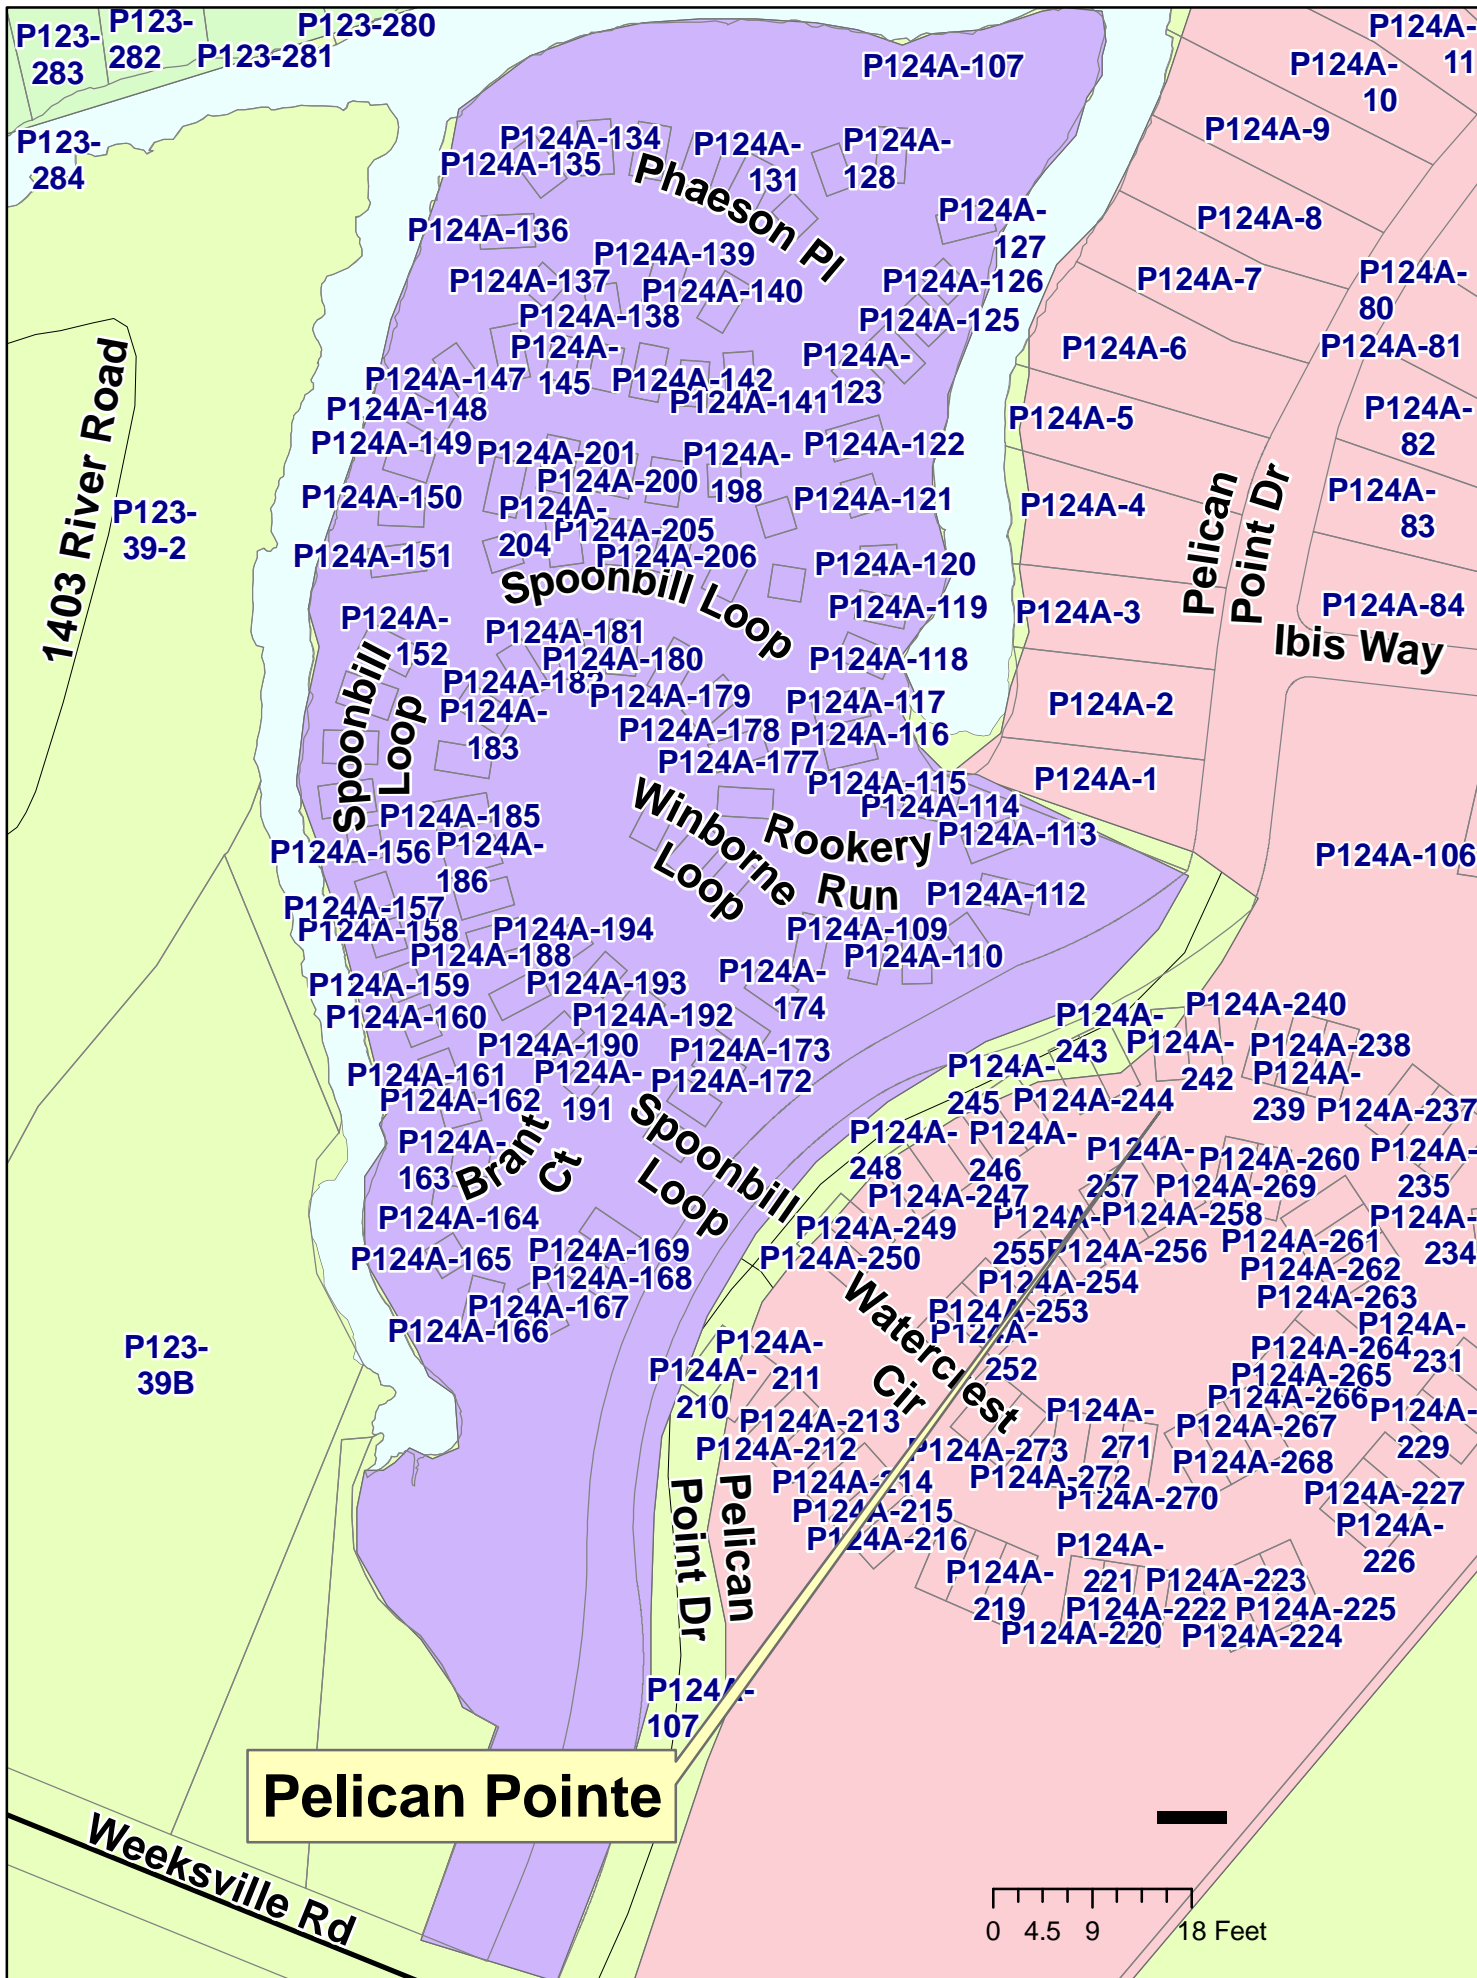 P123-
283
P123-
282
P123-281
P123-280
P123-
284
P124A-107
P124A-
11
P124A-
10
P124A-9
P124A-8
P124A-7
P124A-6
P124A-5
P124A-4
P124A-3
P124A-2
P124A-1
P124A-
80
P124A-81
P124A-
82
P124A-
83
P124A-84
P124A-106
Pelican
Point Dr
Ibis Way
P124A-134
P124A-135
P124A-
131
P124A-
128
Phaeson Pl
P124A-
127
P124A-136
P124A-139
P124A-137
P124A-140
P124A-126
P124A-138
P124A-125
P124A-
145
P124A-
123
P124A-147
P124A-142
P124A-141
P124A-148
P124A-149
P124A-201
P124A-
198
P124A-122
P124A-200
P124A-150
P124A-121
P124A-
204
P124A-205
P124A-206
P124A-151
P124A-120
Spoonbill Loop
P124A-119
P124A-
152
P124A-181
P124A-180
P124A-118
P124A-182
P124A-179
P124A-117
P124A-
183
P124A-178
P124A-116
P124A-177
Spoonbill
Loop
P124A-115
P124A-114
P124A-113
Winborne
Loop
Rookery
Run
P124A-185
P124A-156
P124A-
186
P124A-112
P124A-157
P124A-158
P124A-194
P124A-109
P124A-188
P124A-110
P124A-159
P124A-193
P124A-
174
P124A-160
P124A-192
P124A-190
P124A-173
P124A-161
P124A-
191
P124A-172
P124A-162
P124A-
163
Brant
Ct
Spoonbill
Loop
P124A-164
P124A-165
P124A-169
P124A-168
P124A-167
P124A-166
1403 River Road
P123-
39-2
P123-
39B
P124A-240
P124A-
243
P124A-
242
P124A-238
P124A-
245
P124A-
239
P124A-244
P124A-237
P124A-
248
P124A-
246
P124A-
257
P124A-260
P124A-
235
P124A-247
P124A-269
P124A-249
P124A-
255
P124A-258
P124A-
234
P124A-250
P124A-256
P124A-261
P124A-254
P124A-262
P124A-253
P124A-263
P124A-
252
P124A-
231
P124A-264
Watercrest
Cir
P124A-265
P124A-266
P124A-
211
P124A-
210
P124A-213
P124A-212
P124A-
271
P124A-267
P124A-
229
P124A-273
P124A-268
P124A-272
P124A-270
P124A-214
P124A-215
P124A-216
P124A-227
P124A-
226
Pelican
Point Dr
P124A-
219
P124A-
221
P124A-223
P124A-222
P124A-225
P124A-220
P124A-224
P124A-
107
Pelican Pointe
Weeksville Rd
0 4.5 9 18 Feet